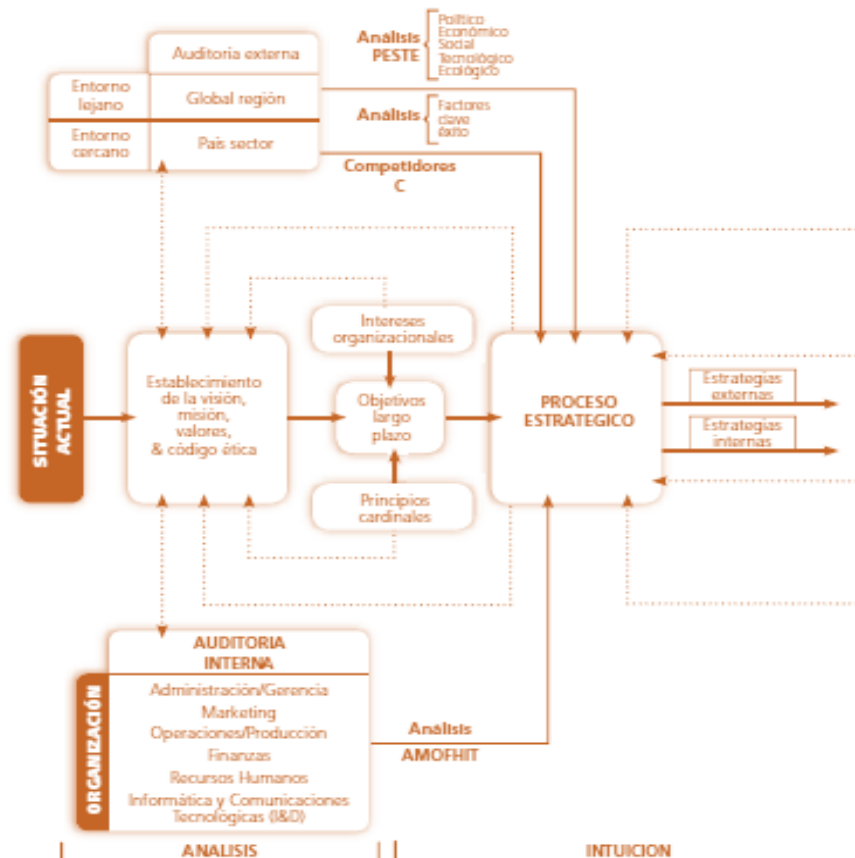 Auditoria externa
Entorno
lejano
Global región
Entorno
cercano
País sector
Análisis
PESTE
Político
Económico
Social
Tecnológico
Ecológico
Análisis
Factores
clave
éxito
Competidores
C
SITUACIÓN
ACTUAL
Establecimiento
de la visión,
misión,
valores,
& código ética
Intereses
organizacionales
Objetivos
largo
plazo
Principios
cardinales
PROCESO
ESTRATEGICO
Estrategias
externas
Estrategias
internas
ORGANIZACIÓN
AUDITORIA
INTERNA
Administración/Gerencia
Marketing
Operaciones/Producción
Finanzas
Recursos Humanos
Informática y Comunicaciones
Tecnológicas (I&D)
Análisis
AMOFHIT
ANALISIS
INTUICION